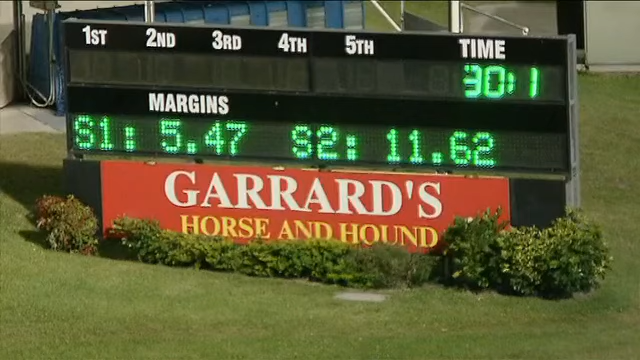 1ST 2ND 3RD 4TH 5TH TIME
30:1
MARGINS
S1: 5.47 S2: 11.62
GARRARD'S
HORSE AND HOUND